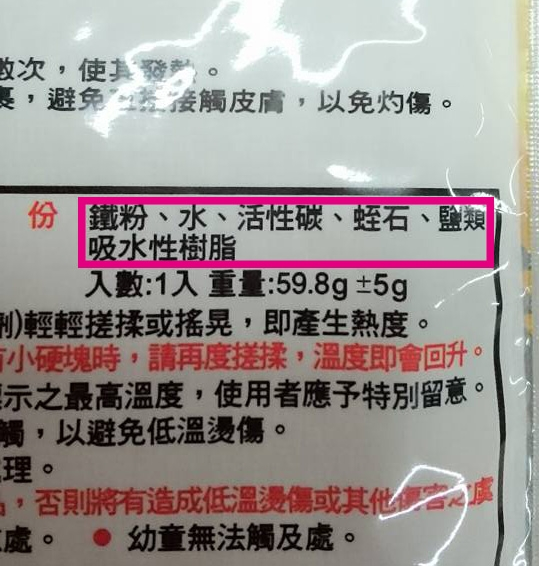 數次，使其發熱。
裹，避免直接接觸皮膚，以免灼傷。
份 鐵粉、水、活性碳、蛭石、鹽類
吸水性樹脂
入數:1入 重量:59.8g ±5g
劑)輕輕搓揉或搖晃，即產生熱度。
有小硬塊時，請再度搓揉，溫度即會回升。
示之最高溫度，使用者應予特別留意。
觸，以避免低溫燙傷。
處理。
，否則將有造成低溫燙傷或其他傷害之虞
處。 ● 幼童無法觸及處。